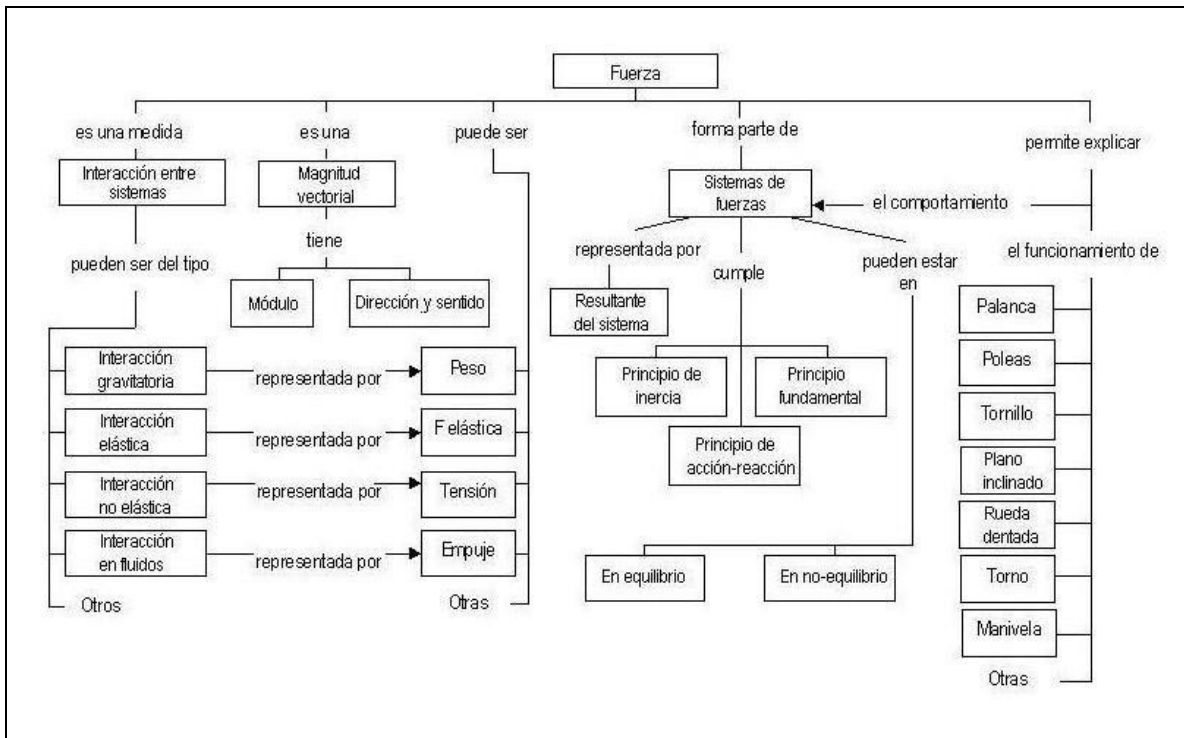 Fuerza
es una medida
es una
puede ser
forma parte de
permite explicar
Interacción entre
sistemas
Magnitud
vectorial
Sistemas de
fuerzas
el comportamiento
pueden ser del tipo
tiene
representada por
cumple
pueden estar
en
el funcionamiento de
Módulo
Dirección y sentido
Resultante
del sistema
Palanca
Interacción
gravitatoria
representada por
Peso
Principio de
inercia
Principio
fundamental
Poleas
Interacción
elástica
representada por
F elástica
Principio de
acción-reacción
Tornillo
Interacción
no elástica
representada por
Tensión
Plano
inclinado
Interacción
en fluidos
representada por
Empuje
En equilibrio
En no-equilibrio
Rueda
dentada
Torno
Otros
Otras
Manivela
Otras